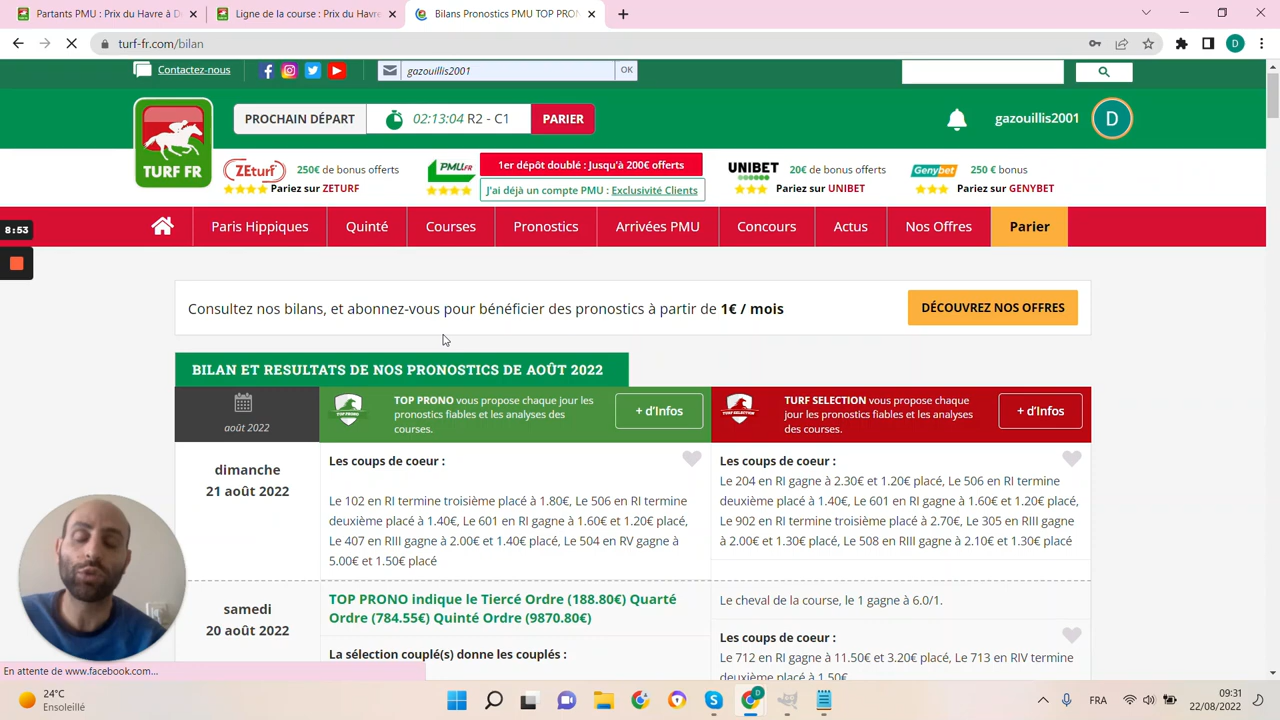 Partants PMU : Prix du Havre à D
Ligne de la course : Prix du Havre
Bilans Pronostics PMU TOP PRON
turf-fr.com/bilan
D
Contactez-nous
gazouillis2001
OK
TURF FR
PROCHAIN DÉPART
02:13:04 R2 - C1
PARIER
gazouillis2001
D
ZEturf
250€ de bonus offerts
Pariez sur ZETURF
PMU.FR
1er dépôt doublé : Jusqu'à 200€ offerts
J'ai déjà un compte PMU : Exclusivité Clients
UNIBET
20€ de bonus offerts
Pariez sur UNIBET
Genybet
250 € bonus
Pariez sur GENYBET
8:53
Paris Hippiques
Quinté
Courses
Pronostics
Arrivées PMU
Concours
Actus
Nos Offres
Parier
Consultez nos bilans, et abonnez-vous pour bénéficier des pronostics à partir de 1€ / mois
DÉCOUVREZ NOS OFFRES
BILAN ET RESULTATS DE NOS PRONOSTICS DE AOÛT 2022
août 2022
TOP PRONO
TOP PRONO vous propose chaque jour les
pronostics fiables et les analyses des
courses.
+ d'Infos
TURF SELECTION
TURF SELECTION vous propose chaque
jour les pronostics fiables et les analyses
des courses.
+ d'Infos
dimanche
21 août 2022
Les coups de coeur :
Le 102 en RI termine troisième placé à 1.80€, Le 506 en RI termine
deuxième placé à 1.40€, Le 601 en RI gagne à 1.60€ et 1.20€ placé,
Le 407 en RIII gagne à 2.00€ et 1.40€ placé, Le 504 en RV gagne à
5.00€ et 1.50€ placé
Les coups de coeur :
Le 204 en RI gagne à 2.30€ et 1.20€ placé, Le 506 en RI termine
deuxième placé à 1.40€, Le 601 en RI gagne à 1.60€ et 1.20€ placé,
Le 902 en RI termine troisième placé à 2.70€, Le 305 en RIII gagne
à 2.00€ et 1.30€ placé, Le 508 en RIII gagne à 2.10€ et 1.30€ placé
samedi
20 août 2022
TOP PRONO indique le Tiercé Ordre (188.80€) Quarté
Ordre (784.55€) Quinté Ordre (9870.80€)
La sélection couplé(s) donne les couplés :
Le cheval de la course, le 1 gagne à 6.0/1.
Les coups de coeur :
Le 712 en RI gagne à 11.50€ et 3.20€ placé, Le 713 en RIV termine
deuxième placé à 1.50€
En attente de www.facebook.com...
24°C
Ensoleillé
FRA
09:31
22/08/2022